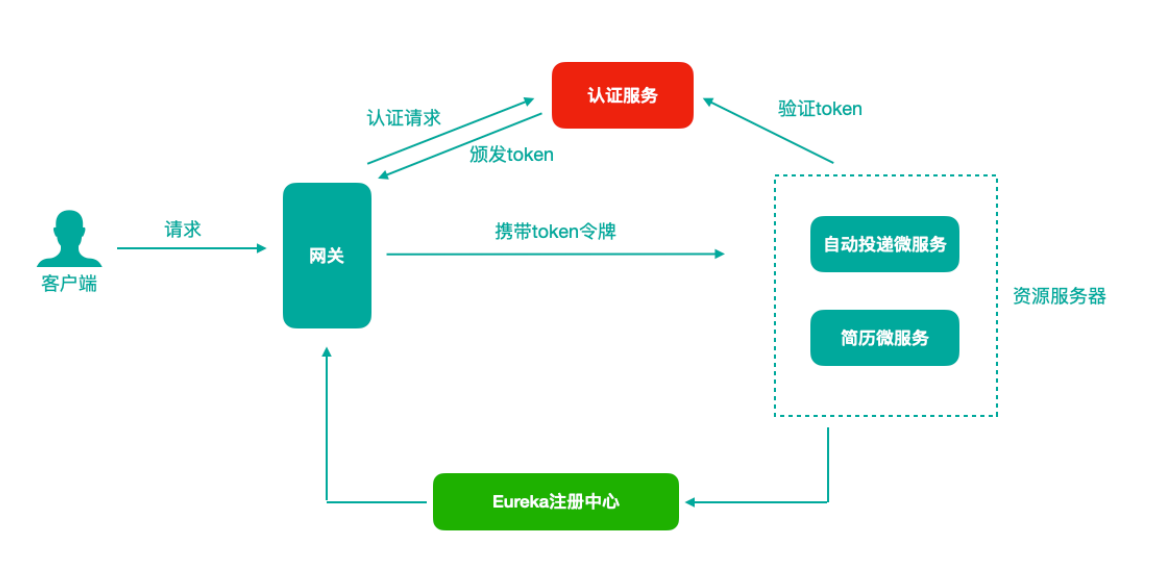 认证服务
认证请求
验证token
颁发token
请求
网关
携带token令牌
自动投递微服务
客户端
资源服务器
简历微服务
Eureka注册中心